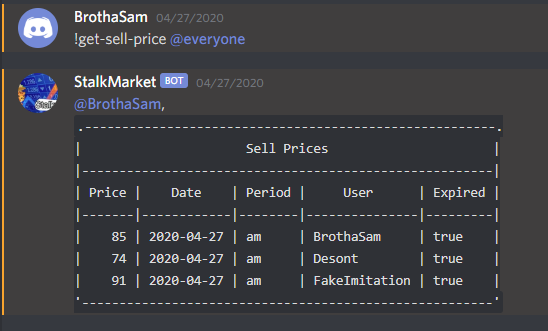 BrothaSam 04/27/2020
!get-sell-price @everyone
StalkMarket BOT 04/27/2020
@BrothaSam,
.-----------------------------------------------------.
| Sell Prices |
|-----------------------------------------------------|
| Price | Date | Period | User | Expired |
|-------|------------|--------|-------------|---------|
| 85 | 2020-04-27 | am | BrothaSam | true |
| 74 | 2020-04-27 | am | Desont | true |
| 91 | 2020-04-27 | am | FakeImitation | true |
'-----------------------------------------------------'